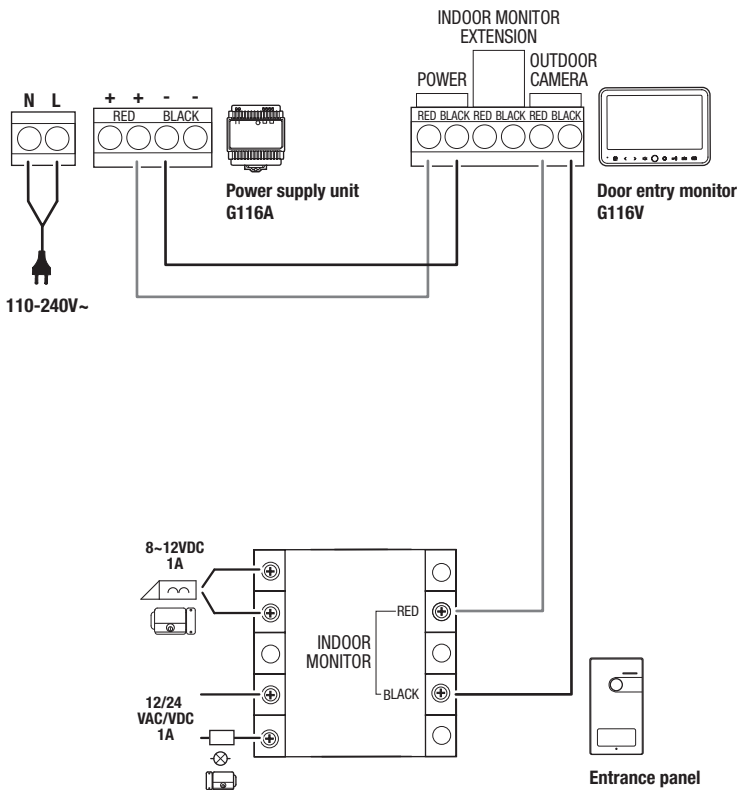 INDOOR MONITOR
EXTENSION
POWER
OUTDOOR
CAMERA
N L
+ + - -
RED BLACK
RED BLACK RED BLACK RED BLACK
Power supply unit
G116A
Door entry monitor
G116V
110-240V~
8~12VDC
1A
RED
INDOOR
MONITOR
BLACK
12/24
VAC/VDC
1A
Entrance panel